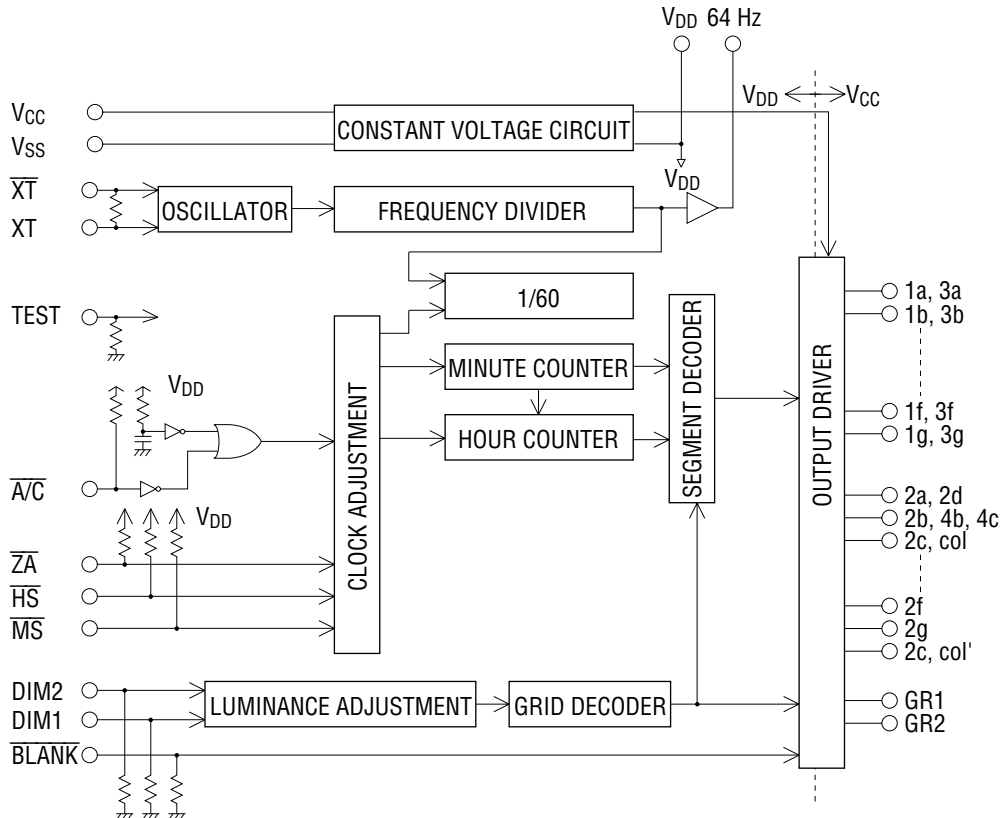 VDD 64 Hz
VDD VCC
VCC
CONSTANT VOLTAGE CIRCUIT
VSS
VDD
XT
OSCILLATOR
FREQUENCY DIVIDER
XT
1/60
1a, 3a
TEST
1b, 3b
CLOCK ADJUSTMENT
MINUTE COUNTER
SEGMENT DECODER
OUTPUT DRIVER
VDD
1f, 3f
HOUR COUNTER
1g, 3g
A/C
2a, 2d
VDD
2b, 4b, 4c
2c, col
ZA
HS
2f
MS
2g
2c, col'
DIM2
LUMINANCE ADJUSTMENT
GRID DECODER
GR1
DIM1
GR2
BLANK